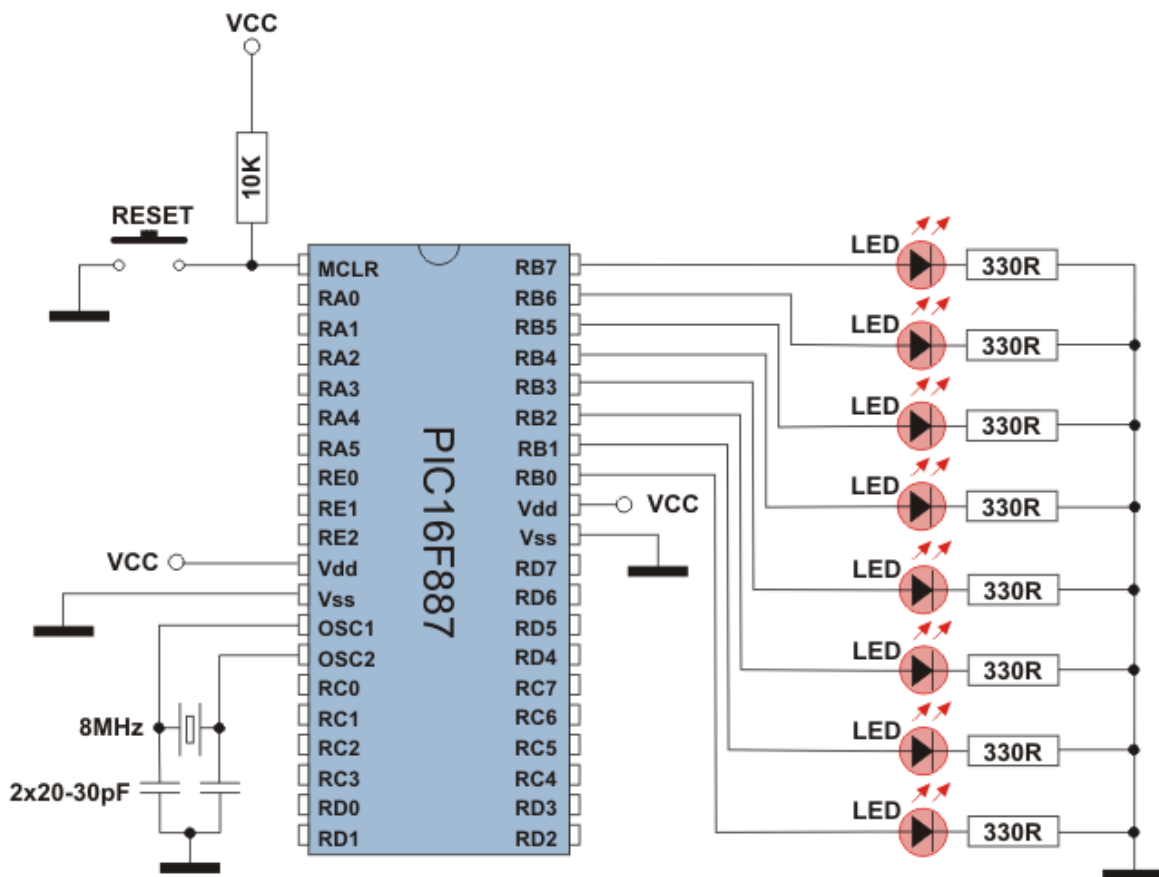 VCC
10K
RESET
MCLR
RA0
RA1
RA2
RA3
RA4
RA5
RE0
RE1
RE2
Vdd
Vss
OSC1
OSC2
RC0
RC1
RC2
RC3
RD0
RD1
PIC16F887
RB7
RB6
RB5
RB4
RB3
RB2
RB1
RB0
Vdd
Vss
RD7
RD6
RD5
RD4
RC7
RC6
RC5
RC4
RD3
RD2
VCC
VCC
8MHz
2x20-30pF
LED
330R
LED
330R
LED
330R
LED
330R
LED
330R
LED
330R
LED
330R
LED
330R